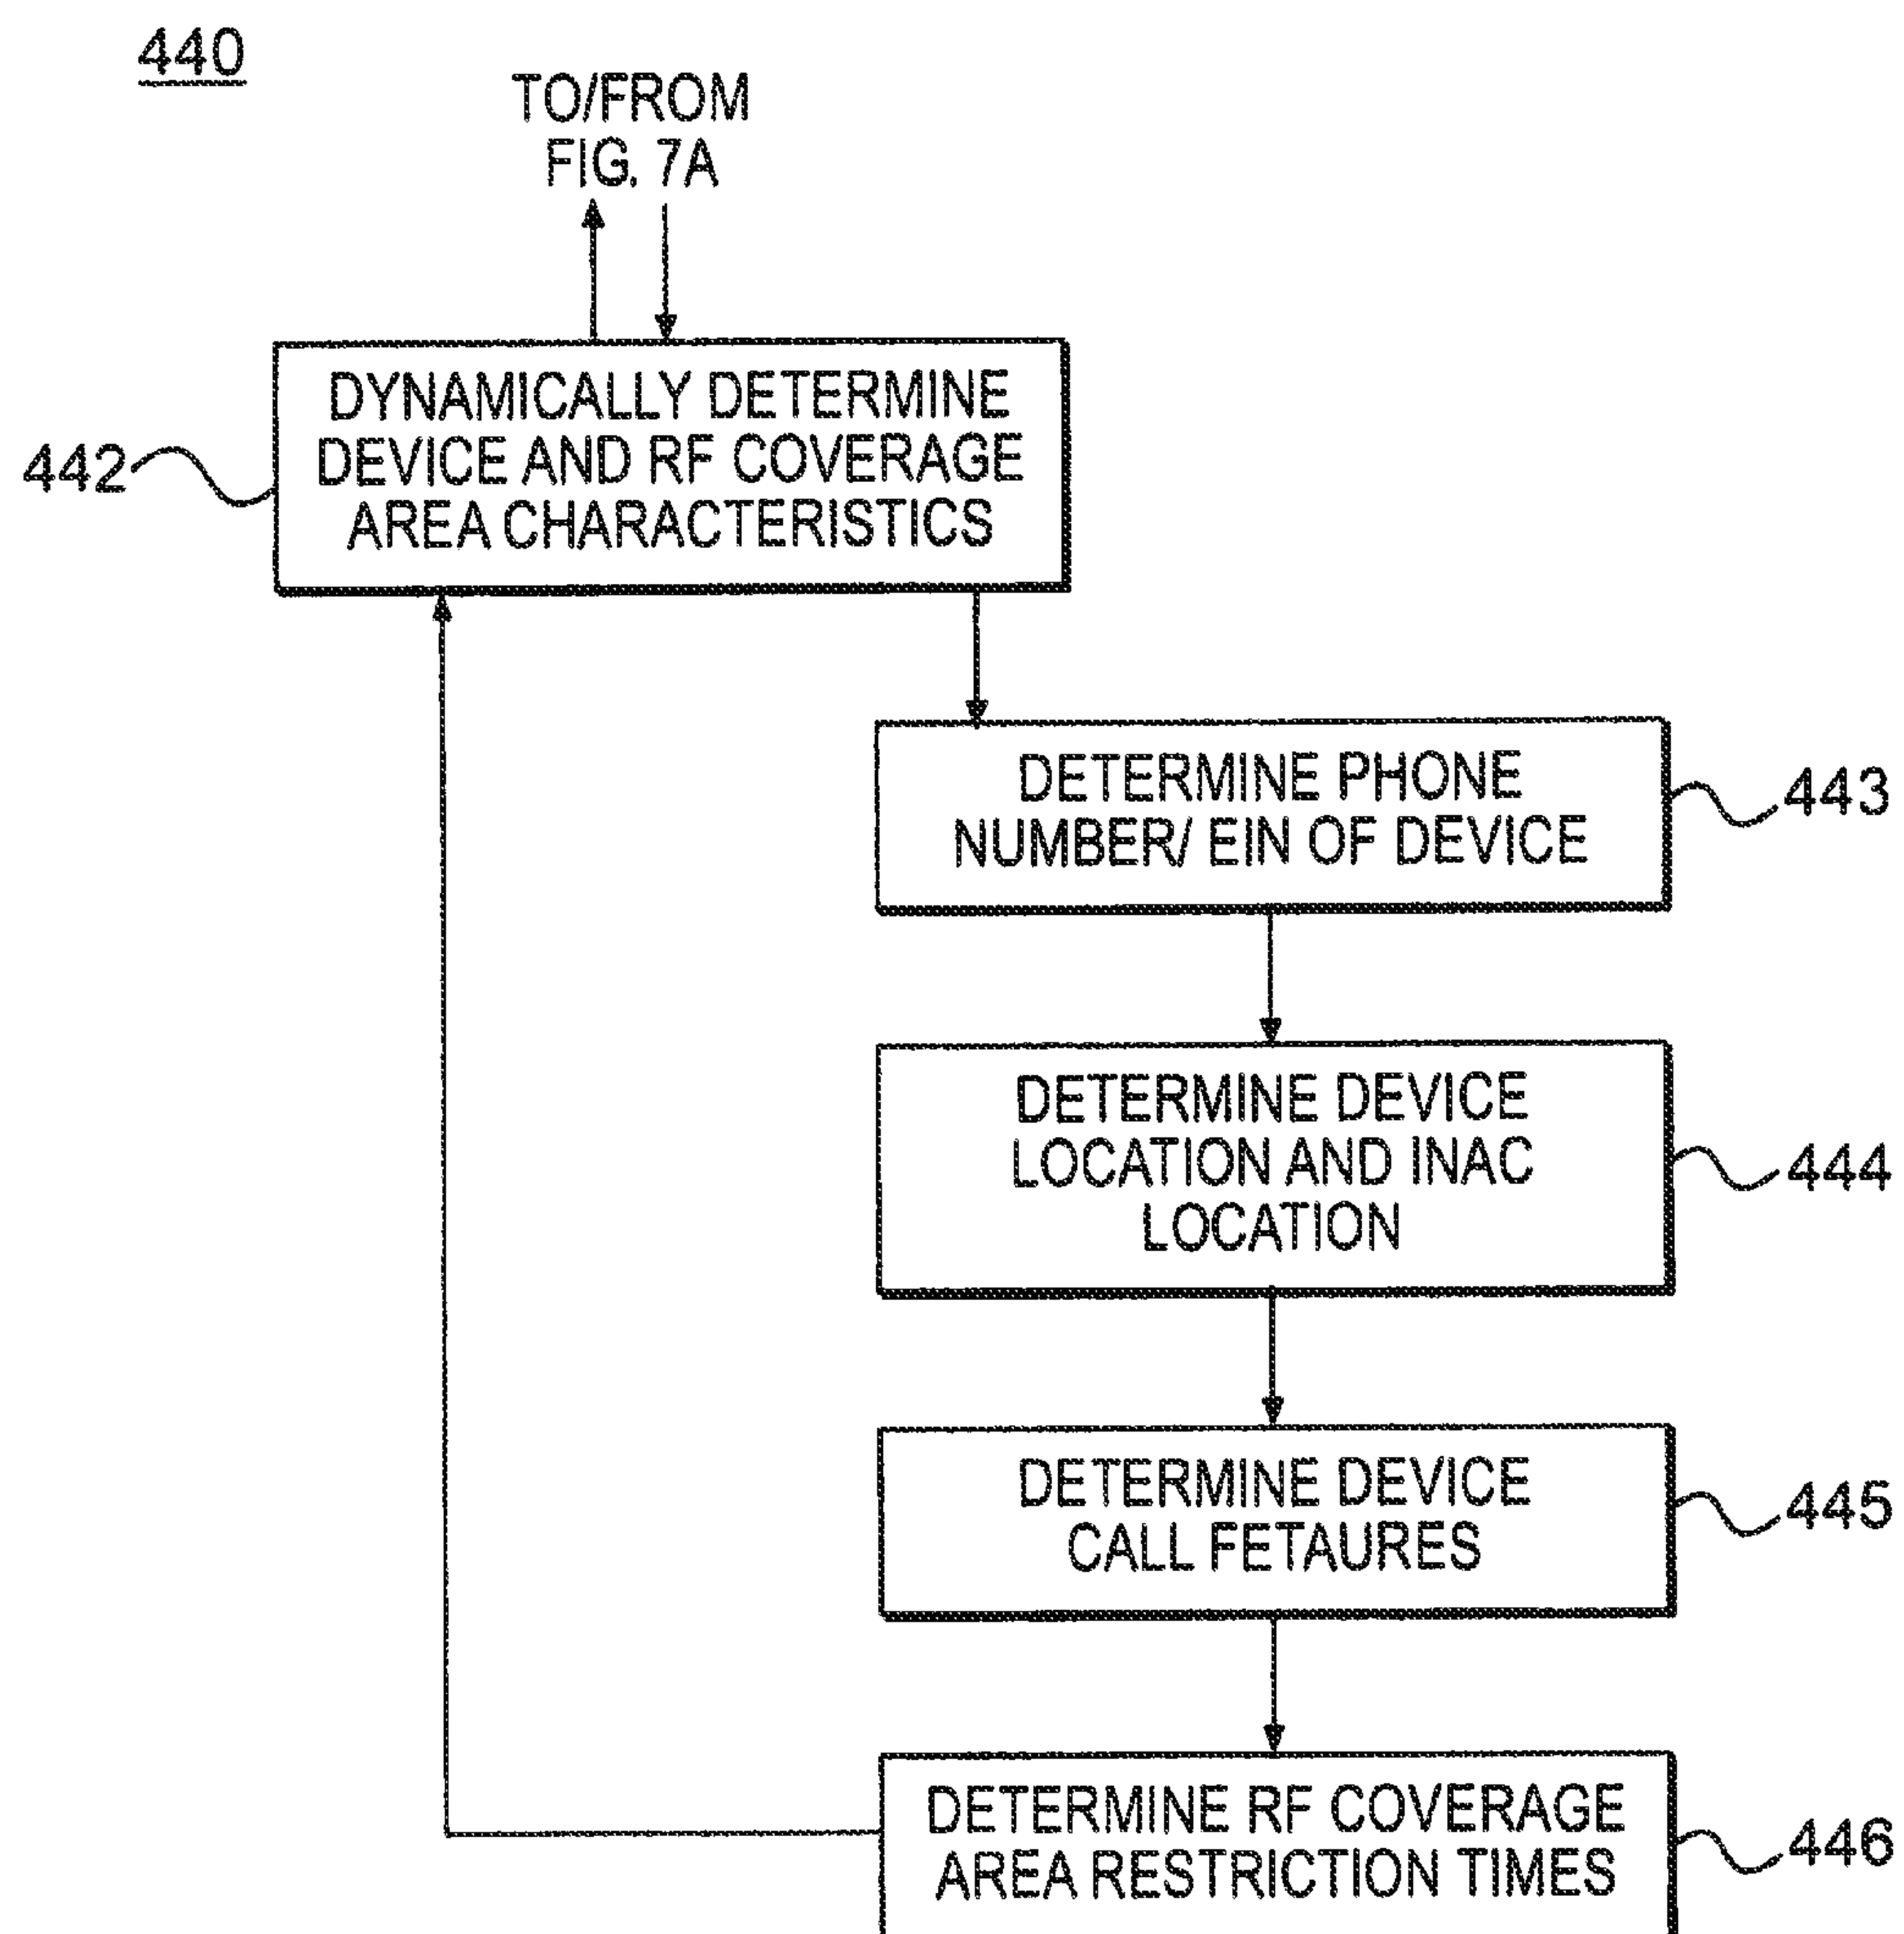 440
TO/FROM
FIG. 7A
DYNAMICALLY DETERMINE
DEVICE AND RF COVERAGE
AREA CHARACTERISTICS
442
DETERMINE PHONE
NUMBER/ EIN OF DEVICE
443
DETERMINE DEVICE
LOCATION AND INAC
LOCATION
444
DETERMINE DEVICE
CALL FETAURES
445
DETERMINE RF COVERAGE
AREA RESTRICTION TIMES
446